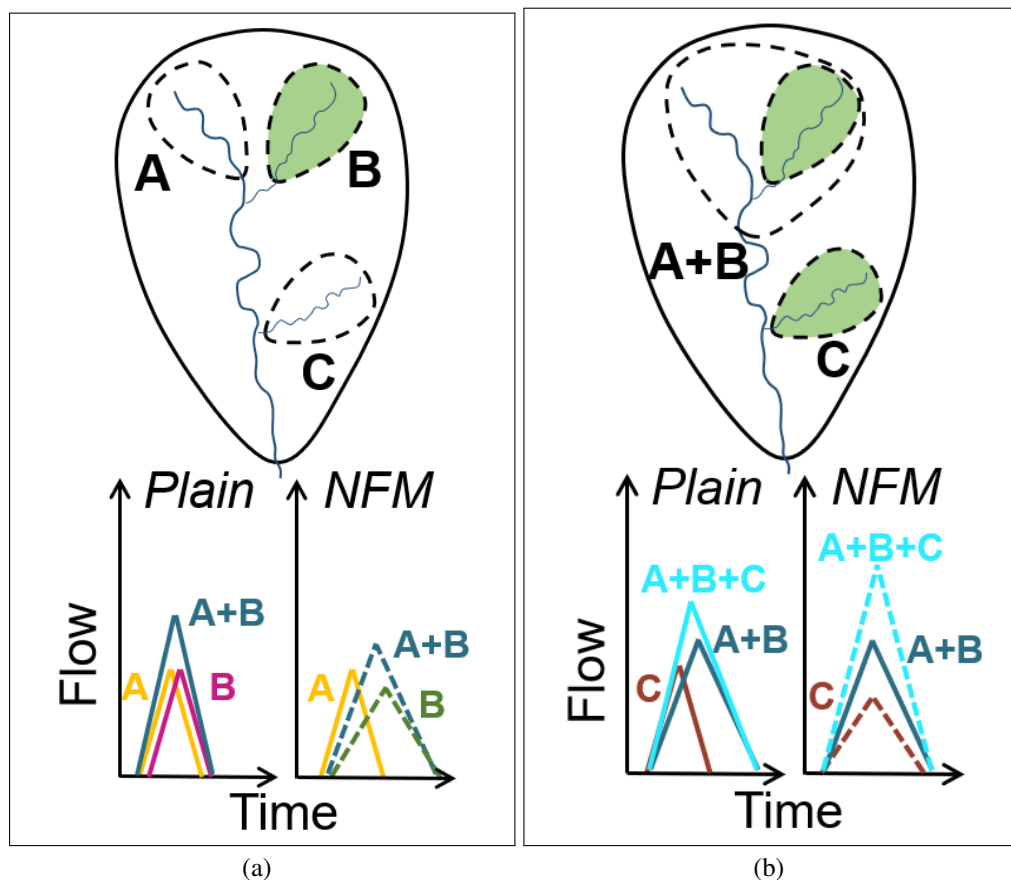 A
B
C
Plain
NFM
A+B
A
B
A
A+B
B
Flow
Time
(a)
A+B
C
Plain
NFM
A+B+C
A+B+C
A+B
A+B
C
C
Flow
Time
(b)